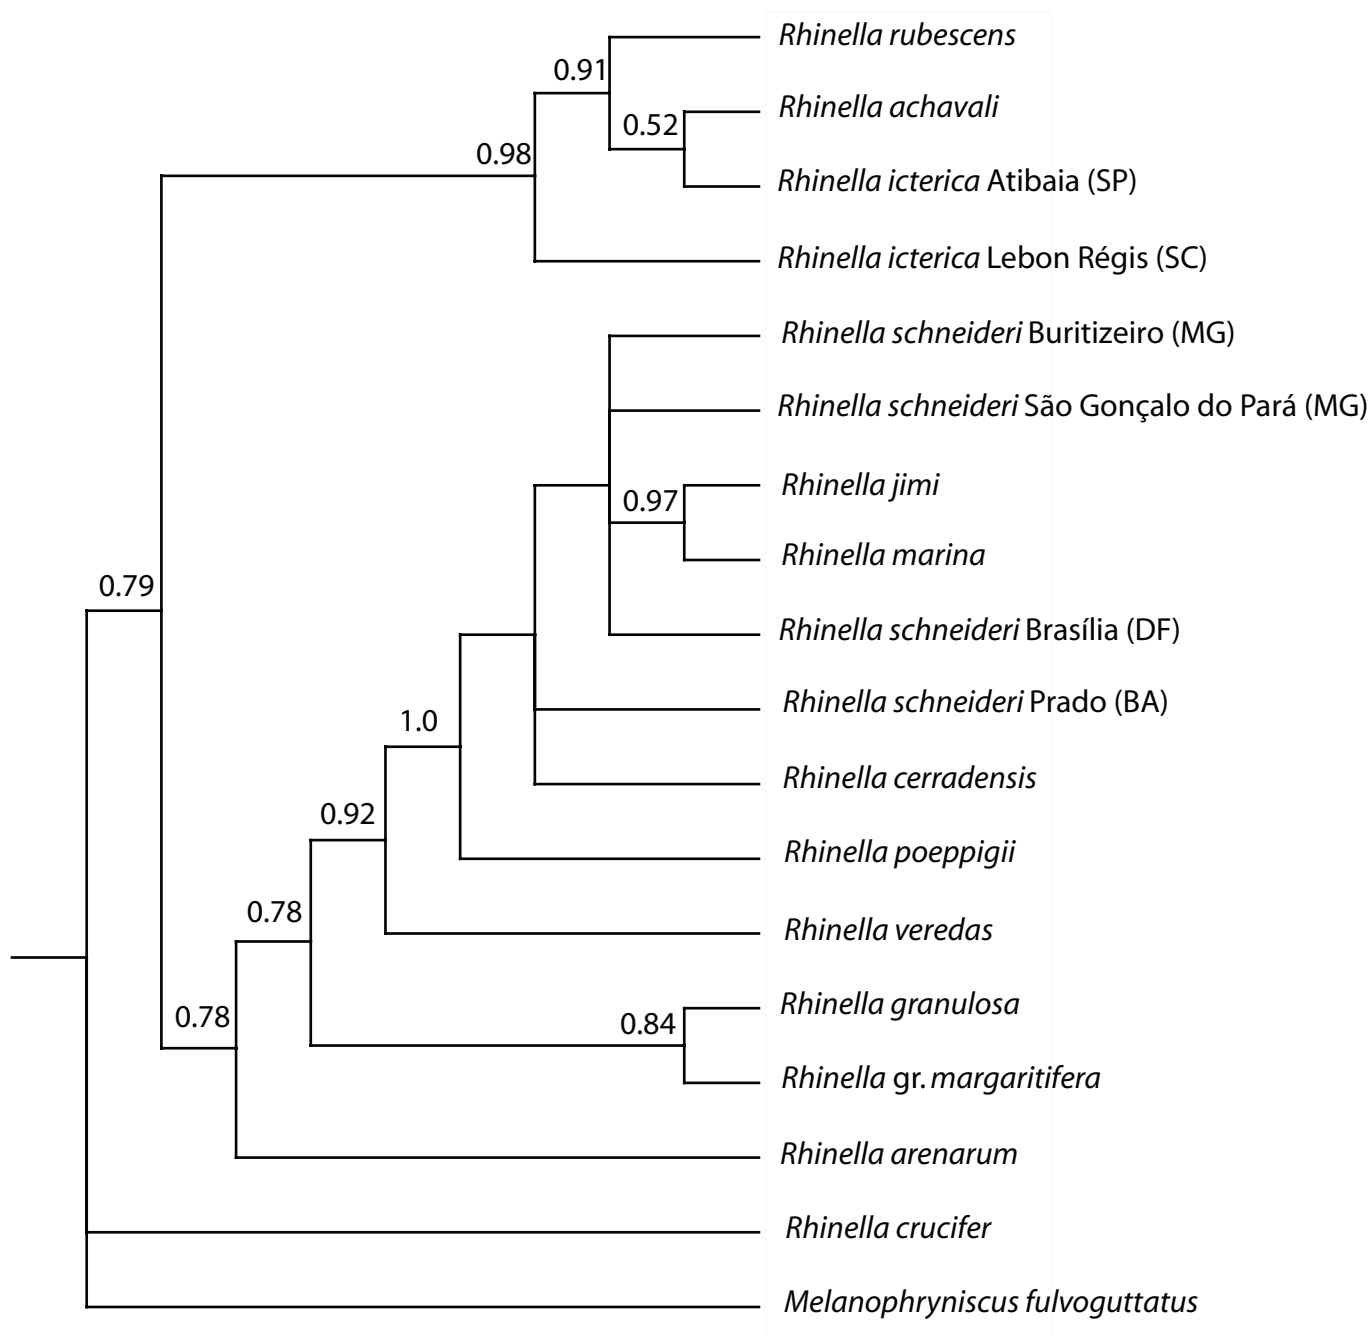 Rhinella rubescens
0.91
Rhinella achavali
0.52
0.98
Rhinella icterica Atibaia (SP)
Rhinella icterica Lebon Régis (SC)
Rhinella schneideri Buritizeiro (MG)
Rhinella schneideri São Gonçalo do Pará (MG)
Rhinella jimi
0.97
Rhinella marina
0.79
Rhinella schneideri Brasília (DF)
Rhinella schneideri Prado (BA)
1.0
Rhinella cerradensis
0.92
Rhinella poeppigii
0.78
Rhinella veredas
Rhinella granulosa
0.78
0.84
Rhinella gr. margaritifera
Rhinella arenarum
Rhinella crucifer
Melanophryniscus fulvoguttatus